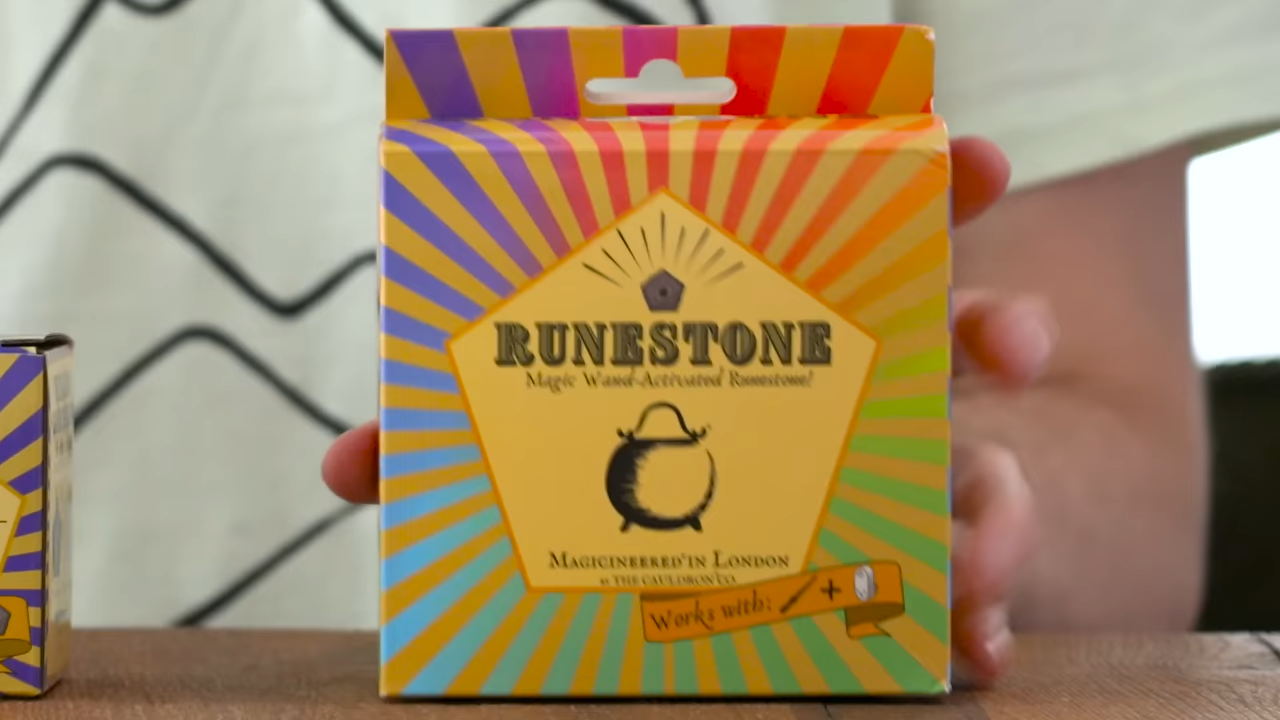 RUNESTONE
Magic Wand-Activated Runestone!
MAGICINEERED IN LONDON
BY THE CAULDRON CO.
Works with: +